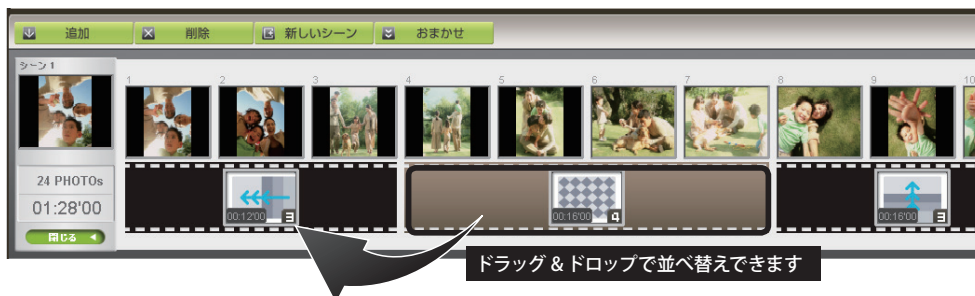 追加 削除 新しいシーン おまかせ
シーン1
1 2 3 4 5 6 7 8 9 10
24 PHOTOs
01:28'00
閉じる
00:12'00 3
00:16'00 4
00:16'00 3
ドラッグ&ドロップで並べ替えできます